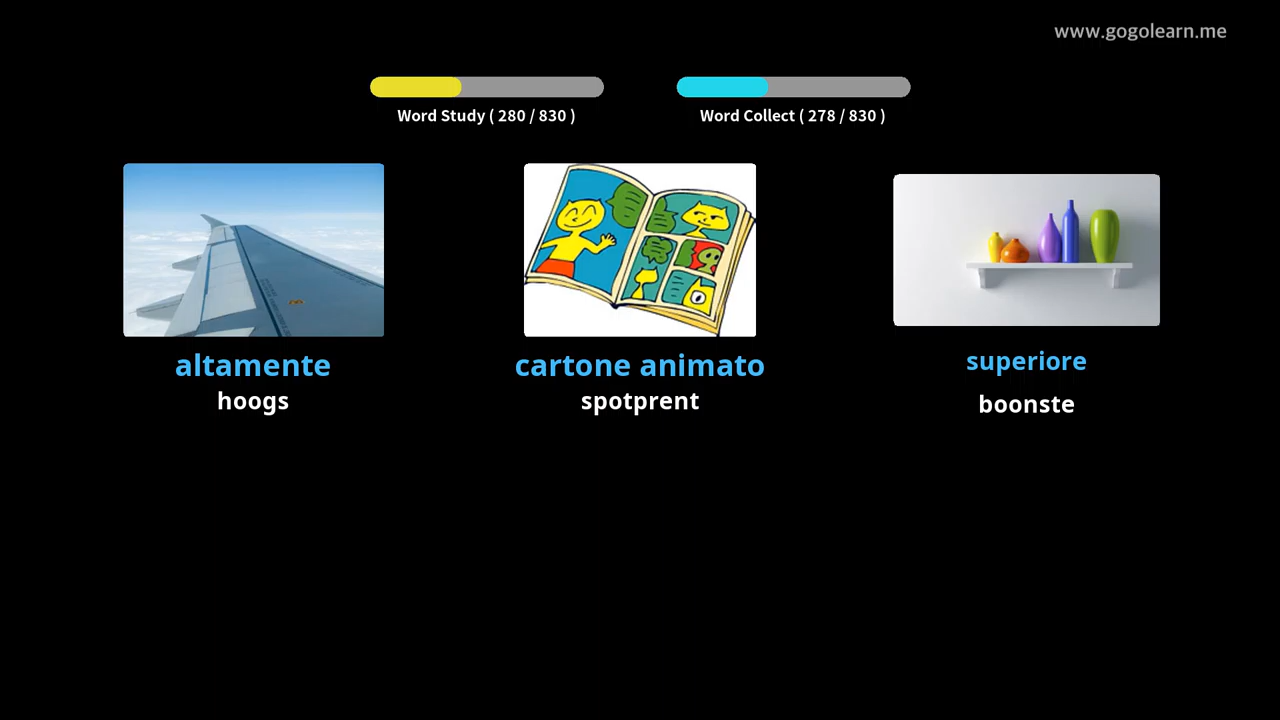 www.gogolearn.me
Word Study ( 280 / 830 )
Word Collect ( 278 / 830 )
altamente
hoogs
cartone animato
spotprent
superiore
boonste